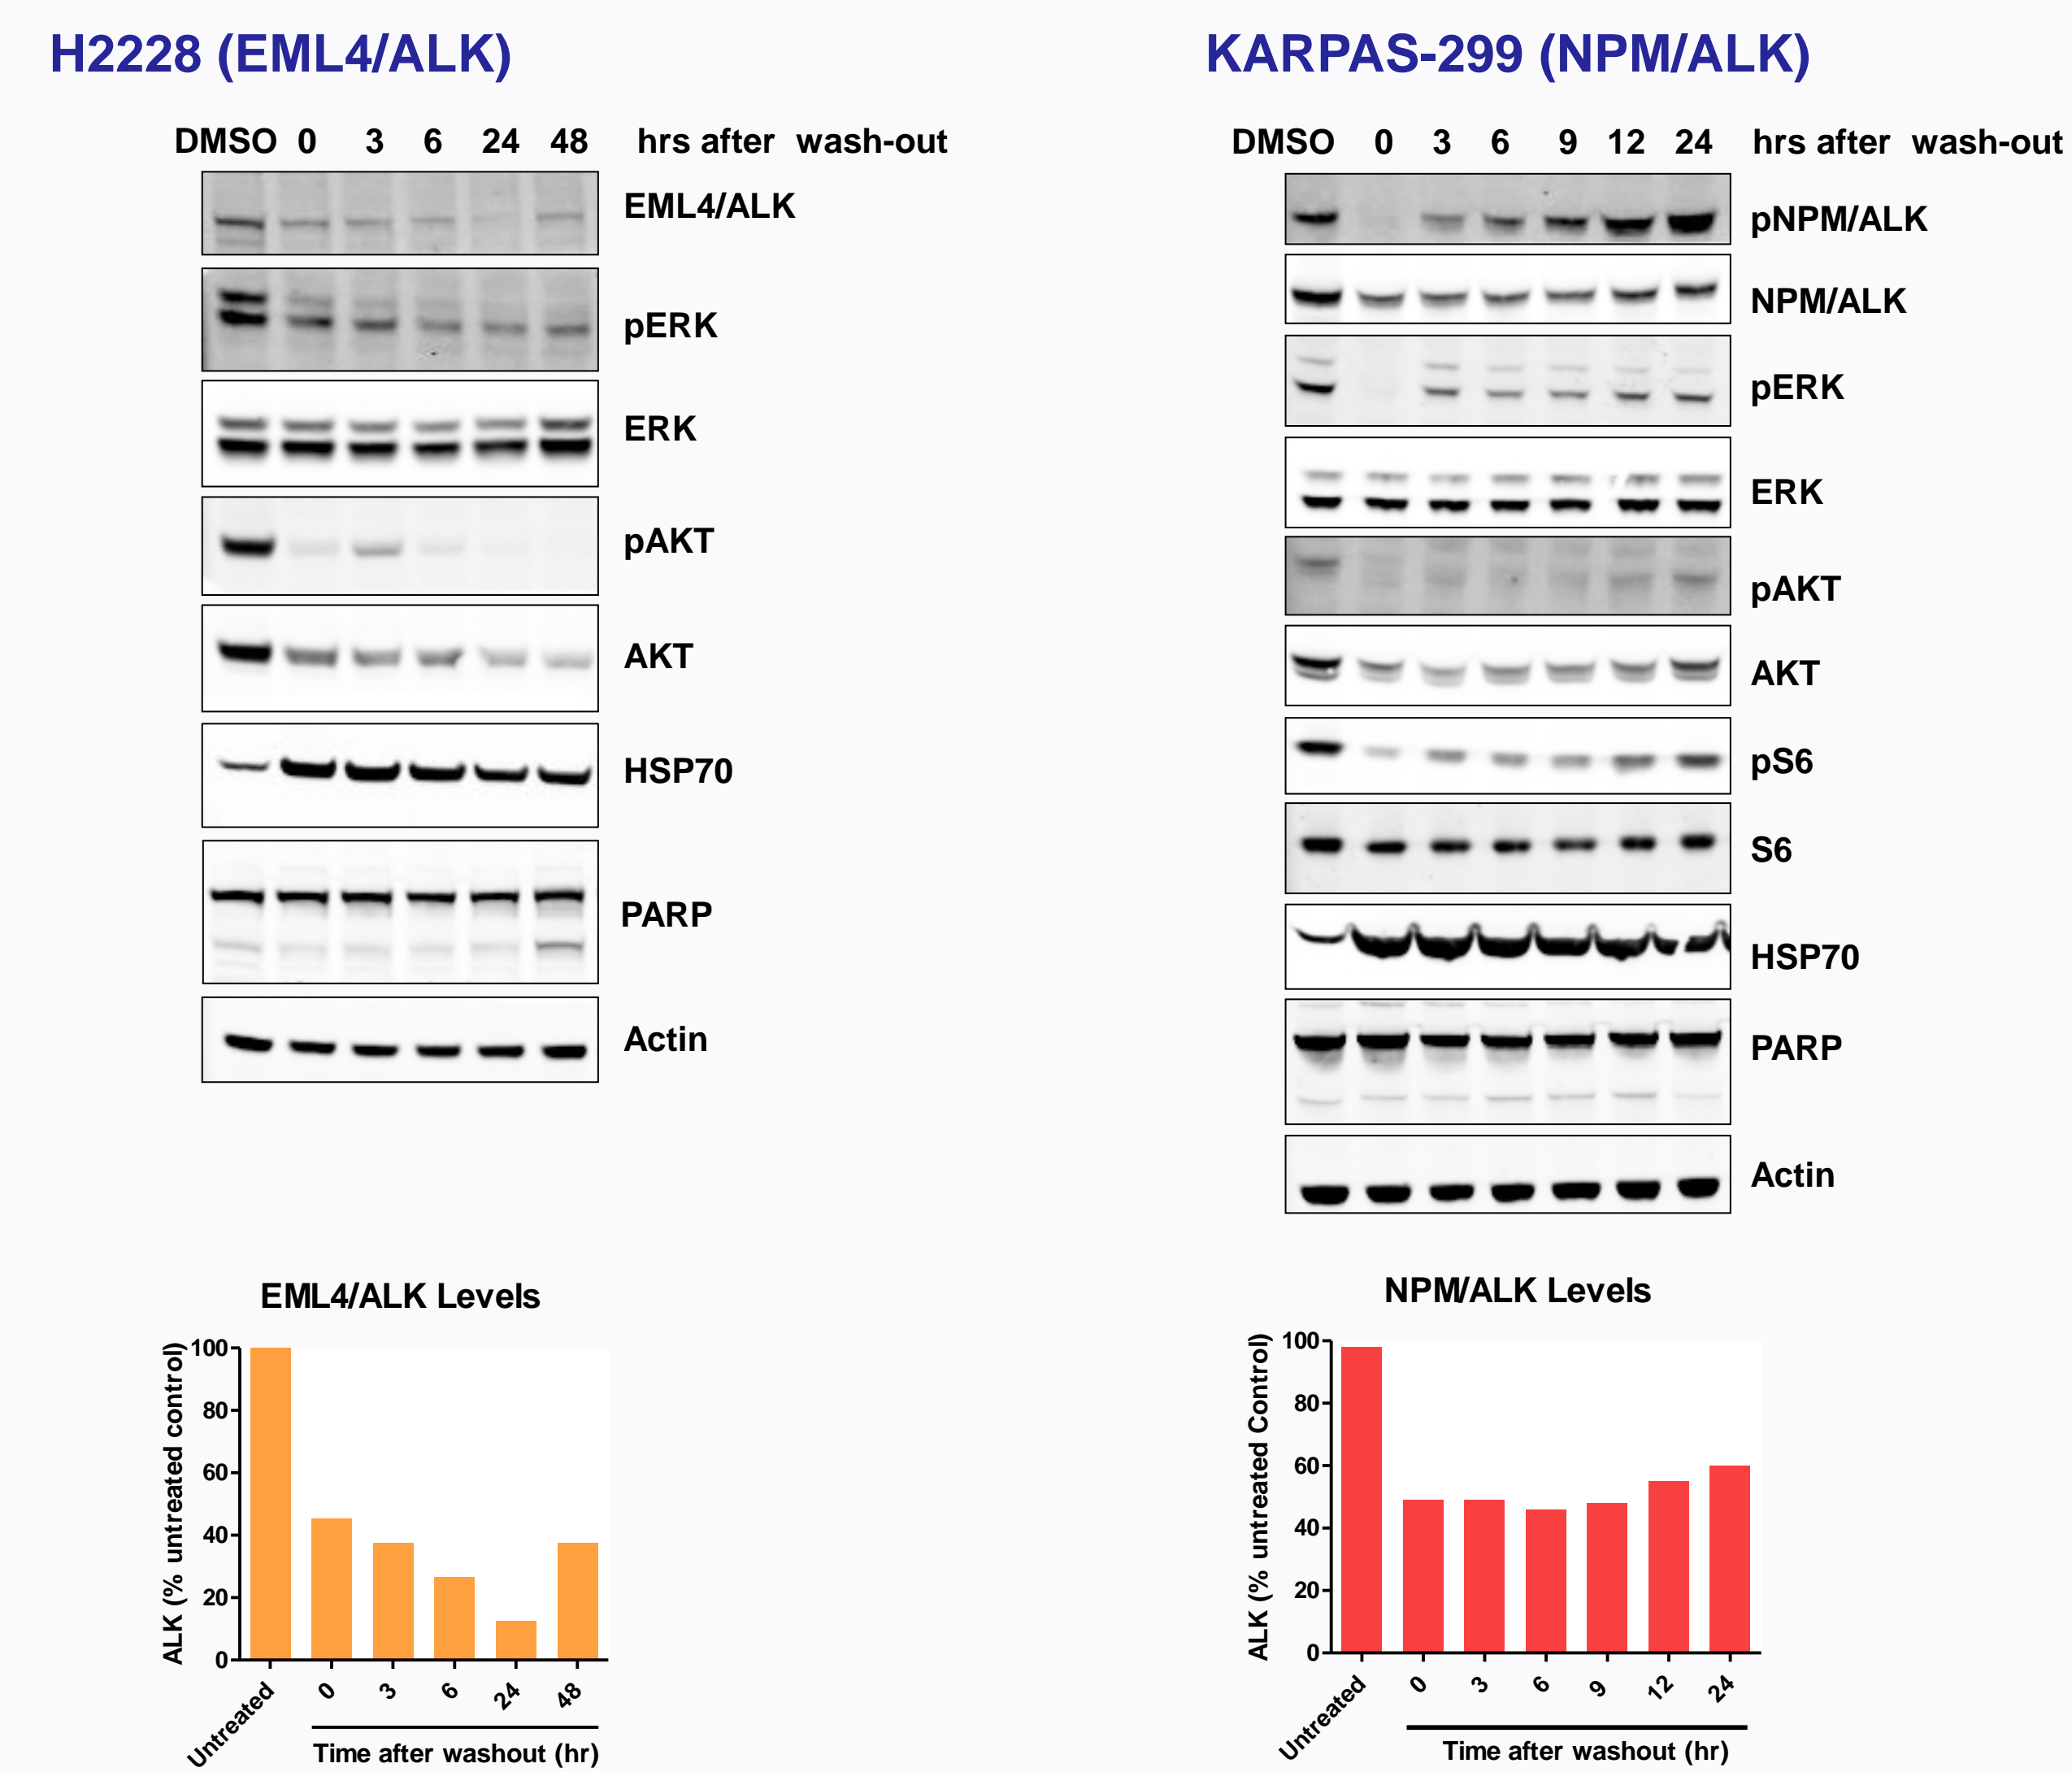 H2228 (EML4/ALK)
DMSO 0 3 6 24 48 hrs after wash-out
EML4/ALK
pERK
ERK
pAKT
AKT
HSP70
PARP
Actin
EML4/ALK Levels
ALK (% untreated control)
100
80
60
40
20
0
Untreated 0 3 6 24 48
Time after washout (hr)
KARPAS-299 (NPM/ALK)
DMSO 0 3 6 9 12 24 hrs after wash-out
pNPM/ALK
NPM/ALK
pERK
ERK
pAKT
AKT
pS6
S6
HSP70
PARP
Actin
NPM/ALK Levels
ALK (% untreated Control)
100
80
60
40
20
0
Untreated 0 3 6 9 12 24
Time after washout (hr)